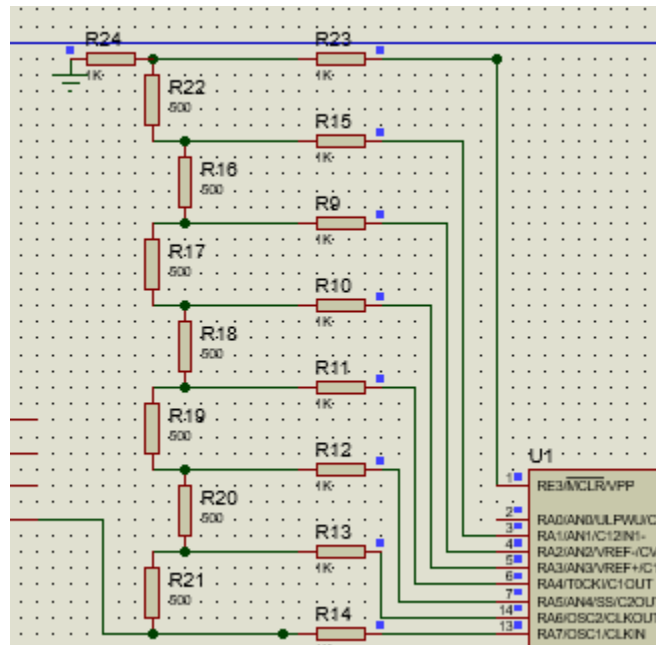 R24
1K
R23
1K
R22
500
R15
1K
R16
500
R9
1K
R17
500
R10
1K
R18
500
R11
1K
R19
500
R12
1K
R20
500
R13
1K
R21
500
R14
U1
1
RE3/MCLR/VPP
2
RA0/AN0/ULPWU/C
3
RA1/AN1/C12IN1-
4
RA2/AN2/VREF-/CV
5
RA3/AN3/VREF+/C1
6
RA4/T0CKI/C1OUT
7
RA5/AN4/SS/C2OUT
14
RA6/OSC2/CLKOUT
13
RA7/OSC1/CLKIN